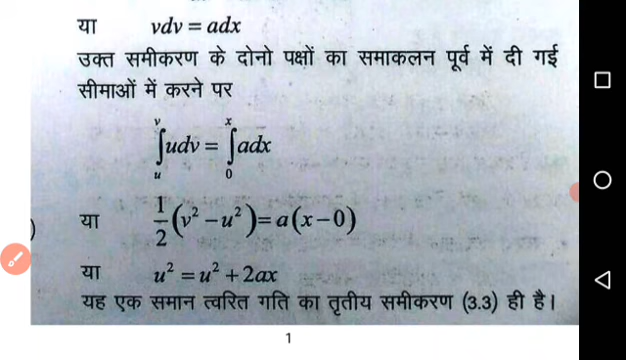 या vdv = adx
उक्त समीकरण के दोनो पक्षों का समाकलन पूर्व में दी गई
सीमाओं में करने पर
∫ᵤᵛ udv = ∫₀ˣ adx
) या 1/2 (v² – u²) = a(x – 0)
या u² = u² + 2ax
यह एक समान त्वरित गति का तृतीय समीकरण (3.3) ही है।
1